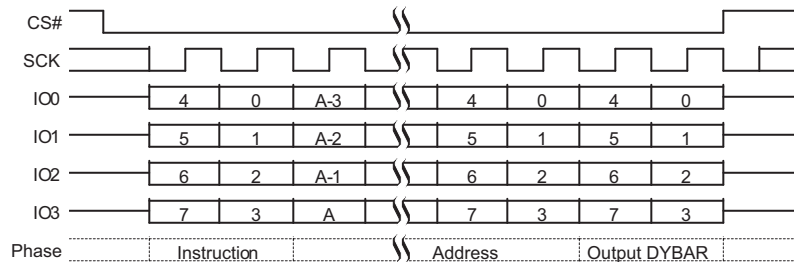 CS#
SCK
IO0 4 0 A-3 4 0 4 0
IO1 5 1 A-2 5 1 5 1
IO2 6 2 A-1 6 2 6 2
IO3 7 3 A 7 3 7 3
Phase Instruction Address Output DYBAR